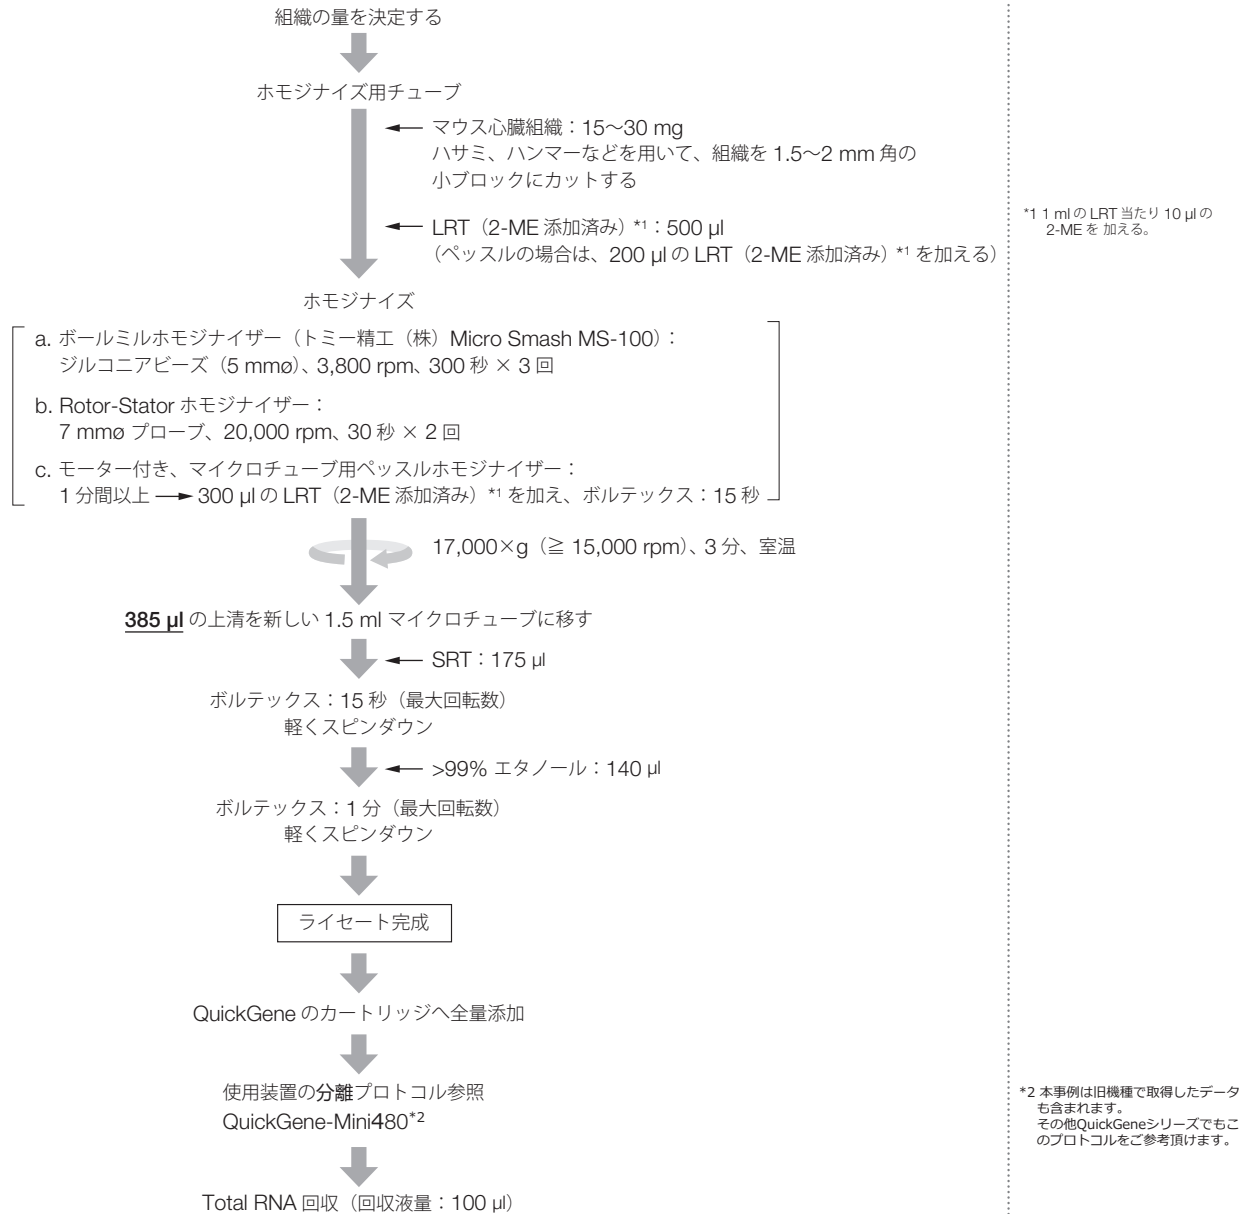 組織の量を決定する
ホモジナイズ用チューブ
マウス心臓組織：15〜30 mg
ハサミ、ハンマーなどを用いて、組織を 1.5〜2 mm 角の
小ブロックにカットする
LRT（2-ME 添加済み）*1：500 µl
（ペッスルの場合は、200 µl の LRT（2-ME 添加済み）*1 を加える）
*1 1 ml の LRT 当たり 10 µl の
2-ME を 加える。
ホモジナイズ
a. ボールミルホモジナイザー（トミー精工（株）Micro Smash MS-100）：
ジルコニアビーズ（5 mmø）、3,800 rpm、300 秒 × 3 回
b. Rotor-Stator ホモジナイザー：
7 mmø プローブ、20,000 rpm、30 秒 × 2 回
c. モーター付き、マイクロチューブ用ペッスルホモジナイザー：
1 分間以上 → 300 µl の LRT（2-ME 添加済み）*1 を加え、ボルテックス：15 秒
17,000×g（≧ 15,000 rpm）、3 分、室温
385 µl の上清を新しい 1.5 ml マイクロチューブに移す
SRT：175 µl
ボルテックス：15 秒（最大回転数）
軽くスピンダウン
>99% エタノール：140 µl
ボルテックス：1 分（最大回転数）
軽くスピンダウン
ライセート完成
QuickGene のカートリッジへ全量添加
使用装置の分離プロトコル参照
QuickGene-Mini480*2
*2 本事例は旧機種で取得したデータ
も含まれます。
その他QuickGeneシリーズでもこ
のプロトコルをご参考頂けます。
Total RNA 回収（回収液量：100 µl）